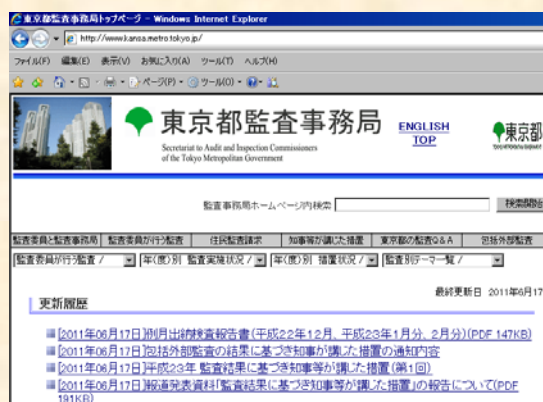 東京都監査事務局トップページ - Windows Internet Explorer
http://www.kansa.metro.tokyo.jp/
ファイル(F) 編集(E) 表示(V) お気に入り(A) ツール(T) ヘルプ(H)
ページ(P) ツール(O)
東京都監査事務局
Secretariat to Audit and Inspection Commissioners
of the Tokyo Metropolitan Government
ENGLISH
TOP
東京都
監査事務局ホームページ内検索
検索開始
監査委員と監査事務局 監査委員が行う監査 住民監査請求 知事等が講じた措置 東京都の監査Q&A 包括外部監査
監査委員が行う監査 / 年(度)別 監査実施状況 / 年(度)別 措置状況 / 監査別テーマ一覧 /
最終更新日 2011年6月17
更新履歴
[2011年06月17日]例月出納検査報告書(平成22年12月、平成23年1月分、2月分)(PDF 147KB)
[2011年06月17日]包括外部監査の結果に基づき知事が講じた措置の通知内容
[2011年06月17日]平成23年 監査結果に基づき知事等が講じた措置(第1回)
[2011年06月17日]報道発表資料「監査結果に基づき知事等が講じた措置」の報告について(PDF
191KB)